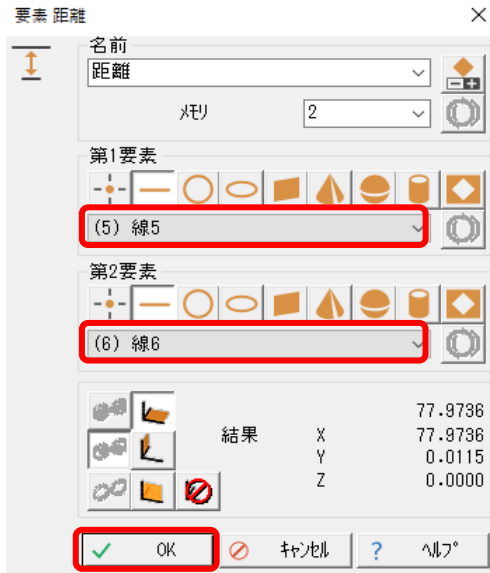 要素 距離
名前
距離
メモリ 2
第1要素
(5) 線5
第2要素
(6) 線6
77.9736
結果 X 77.9736
Y 0.0115
Z 0.0000
OK キャンセル ? ヘルプ